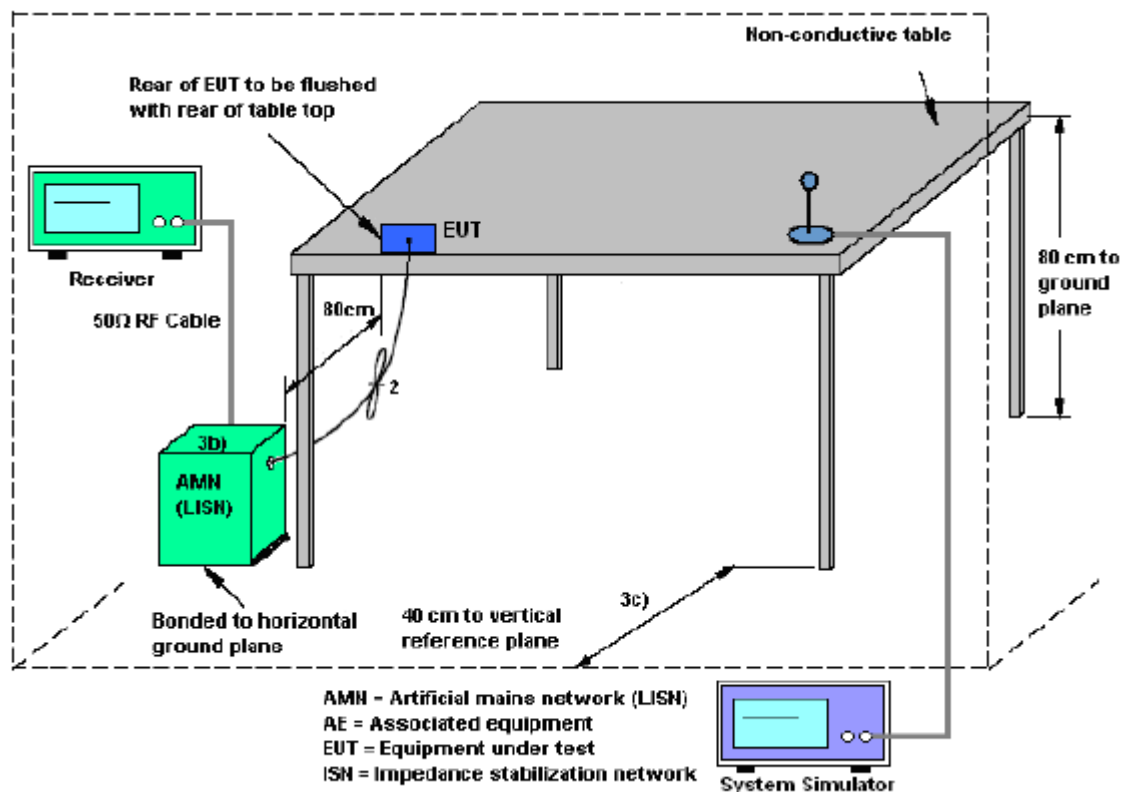 Non-conductive table
Rear of EUT to be flushed
with rear of table top
EUT
Receiver
50Ω RF Cable
80cm
80 cm to
ground
plane
2
3b)
AMN
(LISN)
Bonded to horizontal
ground plane
40 cm to vertical
reference plane
3c)
AMN = Artificial mains network (LISN)
AE = Associated equipment
EUT = Equipment under test
ISN = Impedance stabilization network
System Simulator